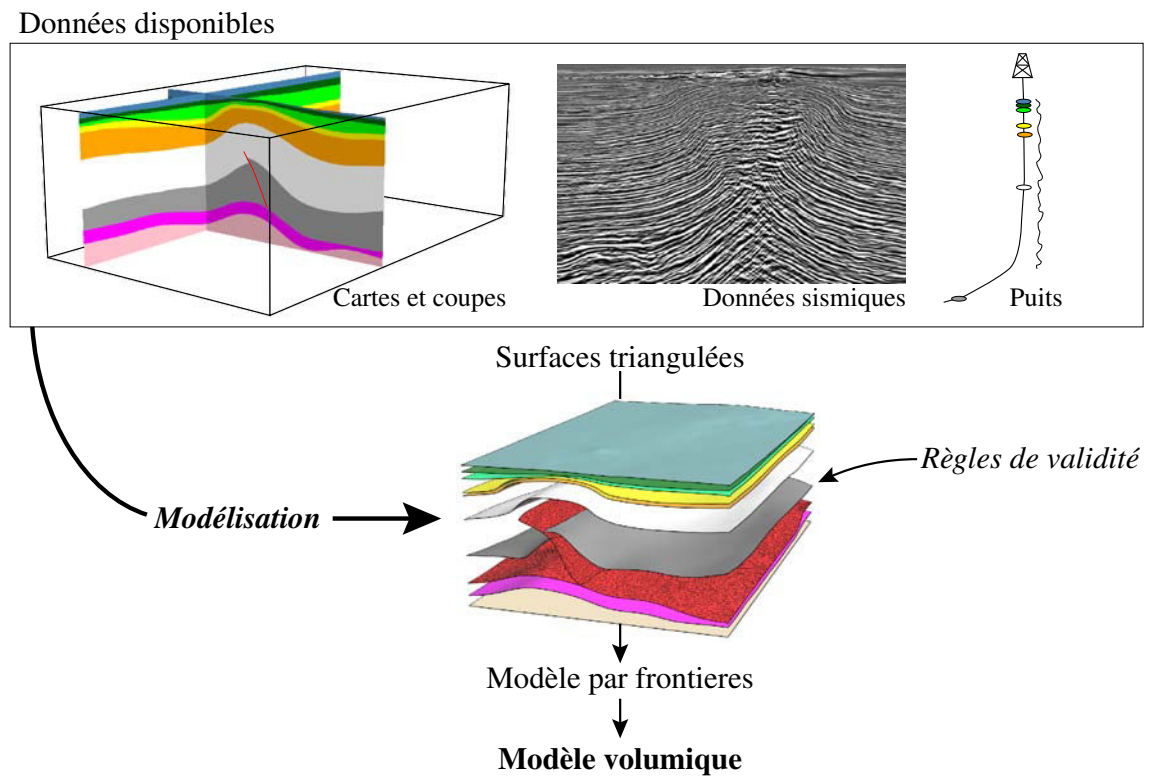 Données disponibles
Cartes et coupes
Données sismiques
Puits
Surfaces triangulées
Règles de validité
Modélisation
Modèle par frontieres
Modèle volumique